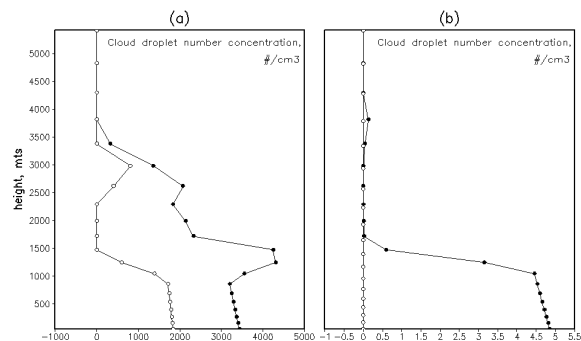 (a)
(b)
Cloud droplet number concentration,
#/cm3
Cloud droplet number concentration,
#/cm3
height, mts
5000
4500
4000
3500
3000
2500
2000
1500
1000
500
-1000 0 1000 2000 3000 4000 5000
-1 -0.5 0 0.5 1 1.5 2 2.5 3 3.5 4 4.5 5 5.5